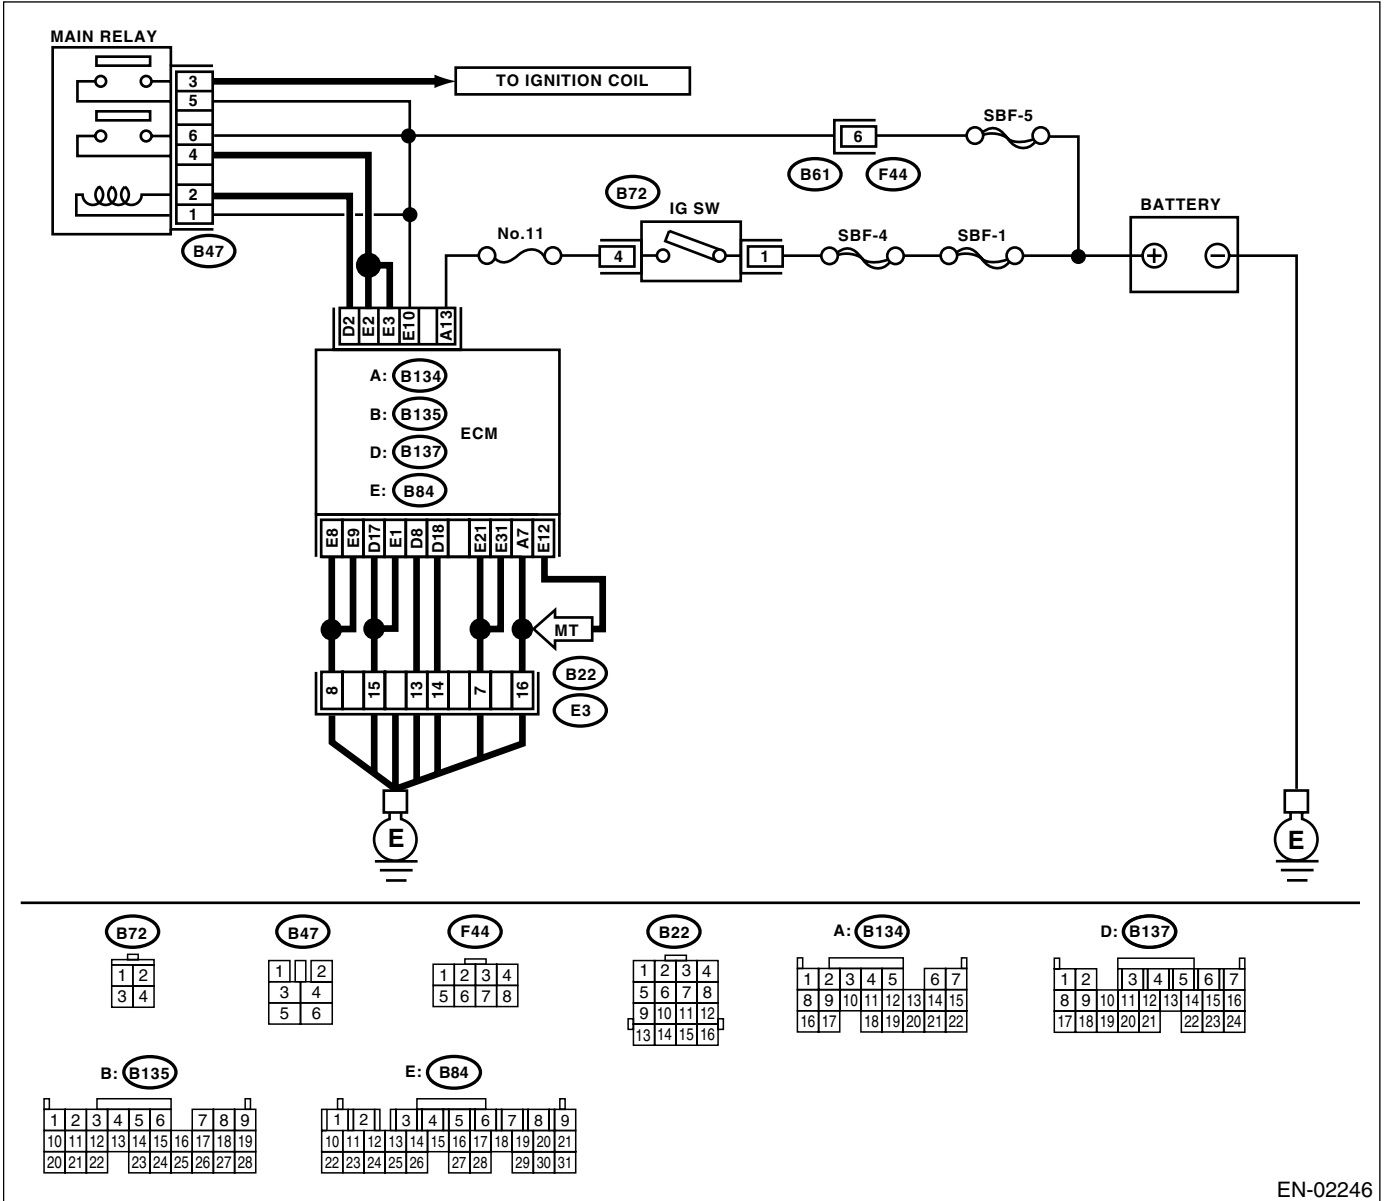 MAIN RELAY
3
TO IGNITION COIL
5
6
4
2
1
B47
6
SBF-5
B61
F44
B72
IG SW
BATTERY
No.11
4
1
SBF-4
SBF-1
+
−
D2
E2
E3
E10
A13
A: B134
B: B135
ECM
D: B137
E: B84
E8
E9
D17
E1
D8
D18
E21
E31
A7
E12
MT
B22
E3
8
15
13
14
7
16
E
E
B72
1 2
3 4
B47
1 2
3 4
5 6
F44
1 2 3 4
5 6 7 8
B22
1 2 3 4
5 6 7 8
9 10 11 12
13 14 15 16
A: B134
1 2 3 4 5 6 7
8 9 10 11 12 13 14 15
16 17 18 19 20 21 22
D: B137
1 2 3 4 5 6 7
8 9 10 11 12 13 14 15 16
17 18 19 20 21 22 23 24
B: B135
1 2 3 4 5 6 7 8 9
10 11 12 13 14 15 16 17 18 19
20 21 22 23 24 25 26 27 28
E: B84
1 2 3 4 5 6 7 8 9
10 11 12 13 14 15 16 17 18 19 20 21
22 23 24 25 26 27 28 29 30 31
EN-02246